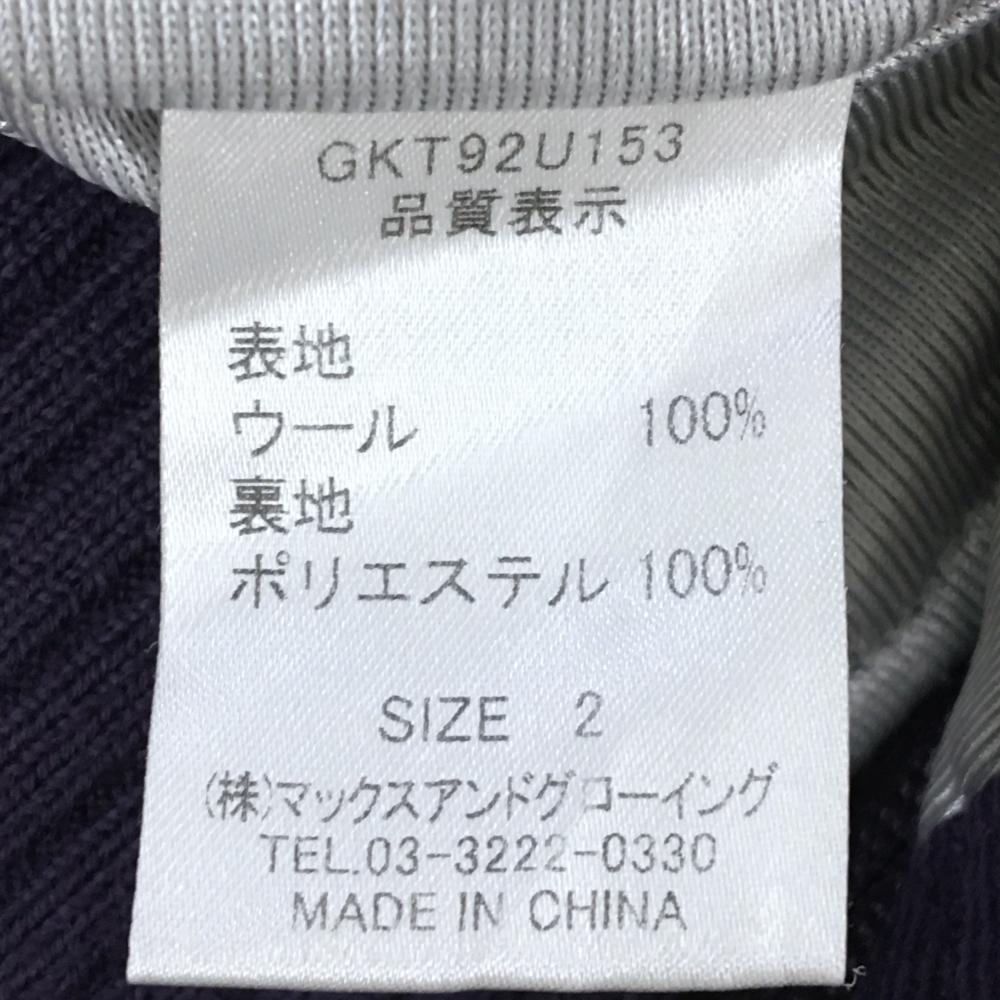 GKT92U153
品質表示
表地
ウール 100%
裏地
ポリエステル 100%
SIZE 2
(株)マックスアンドグローイング
TEL.03-3222-0330
MADE IN CHINA